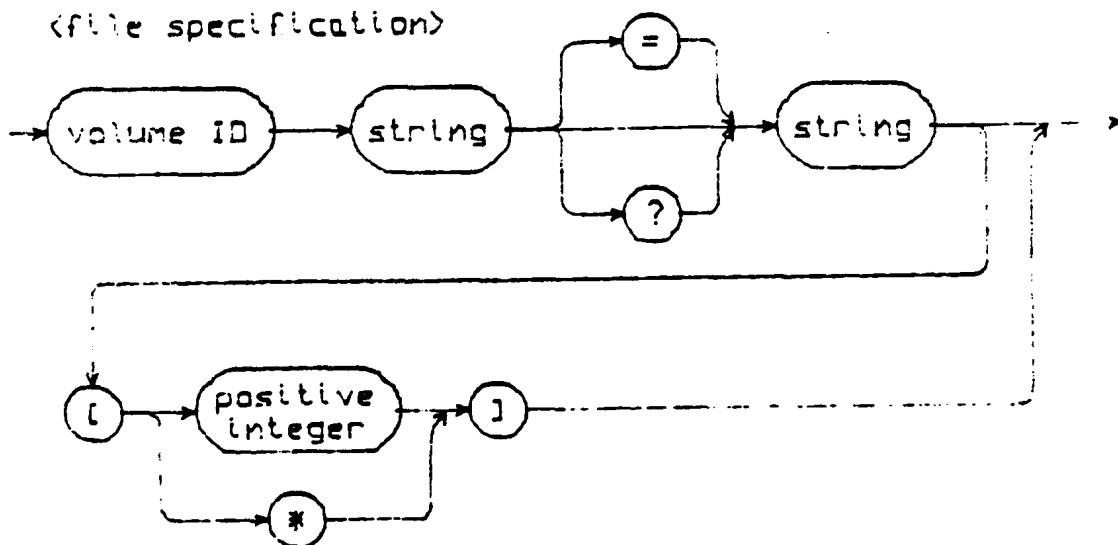 <file specification>
=
volume ID
string
string
?
[
positive
integer
]
*